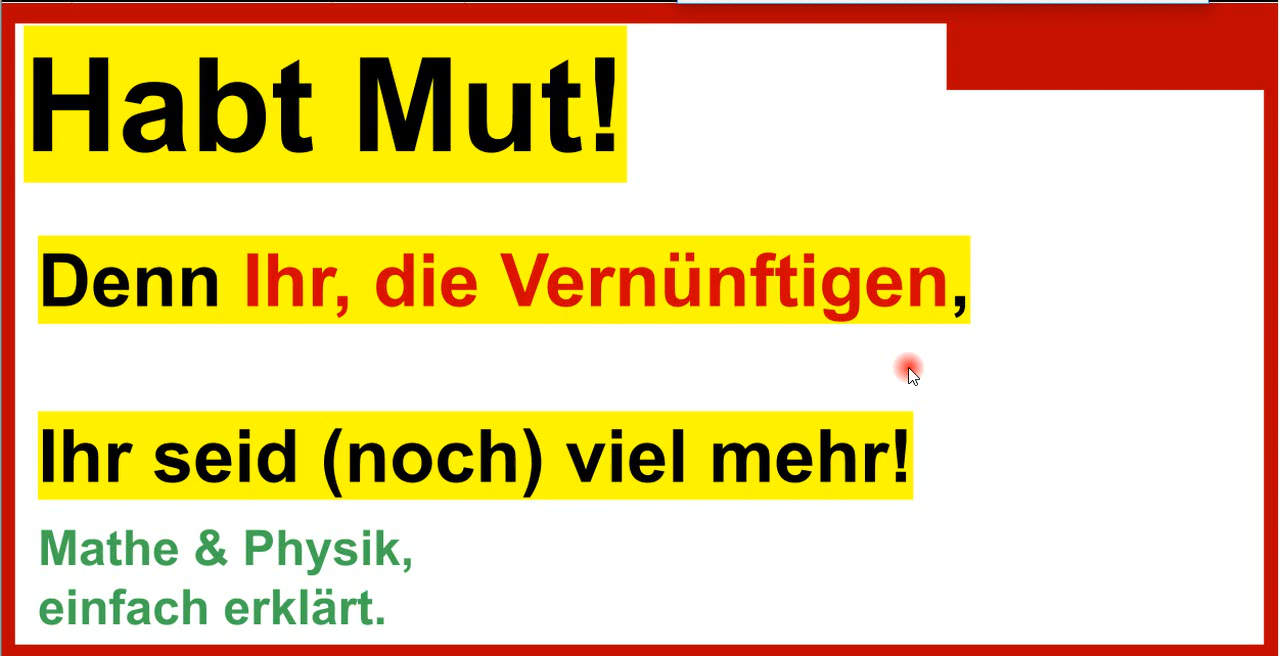 Habt Mut!
Denn Ihr, die Vernünftigen,
Ihr seid (noch) viel mehr!
Mathe & Physik,
einfach erklärt.